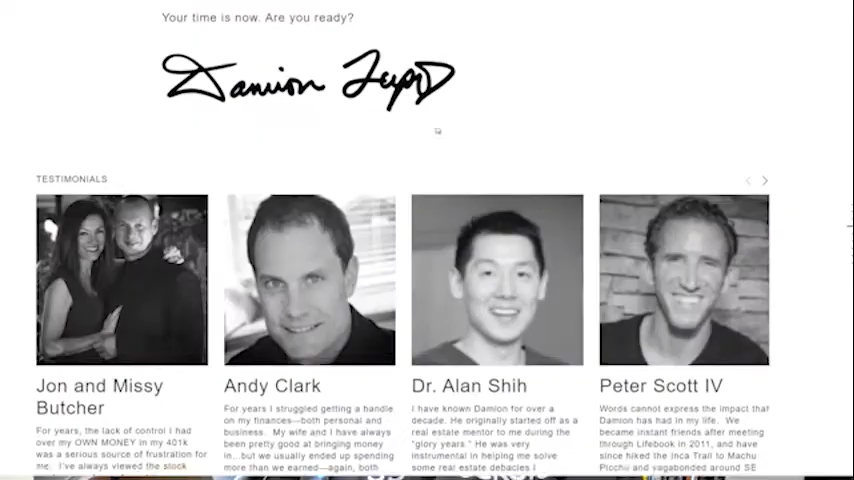 Your time is now. Are you ready?
Damion Lupo
TESTIMONIALS
Jon and Missy
Butcher
For years, the lack of control I had
over my OWN MONEY in my 401k
was a serious source of frustration for
me. I've always viewed the stock
Andy Clark
For years I struggled getting a handle
on my finances—both personal and
business. My wife and I have always
been pretty good at bringing money
in...but we usually ended up spending
more than we earned—again, both
Dr. Alan Shih
I have known Damion for over a
decade. He originally started off as a
real estate mentor to me during the
"glory years." He was very
instrumental in helping me solve
some real estate debacles I
Peter Scott IV
Words cannot express the impact that
Damion has had in my life. We
became instant friends after meeting
through Lifebook in 2011, and have
since hiked the Inca Trail to Machu
Picchu and vagabonded around SE